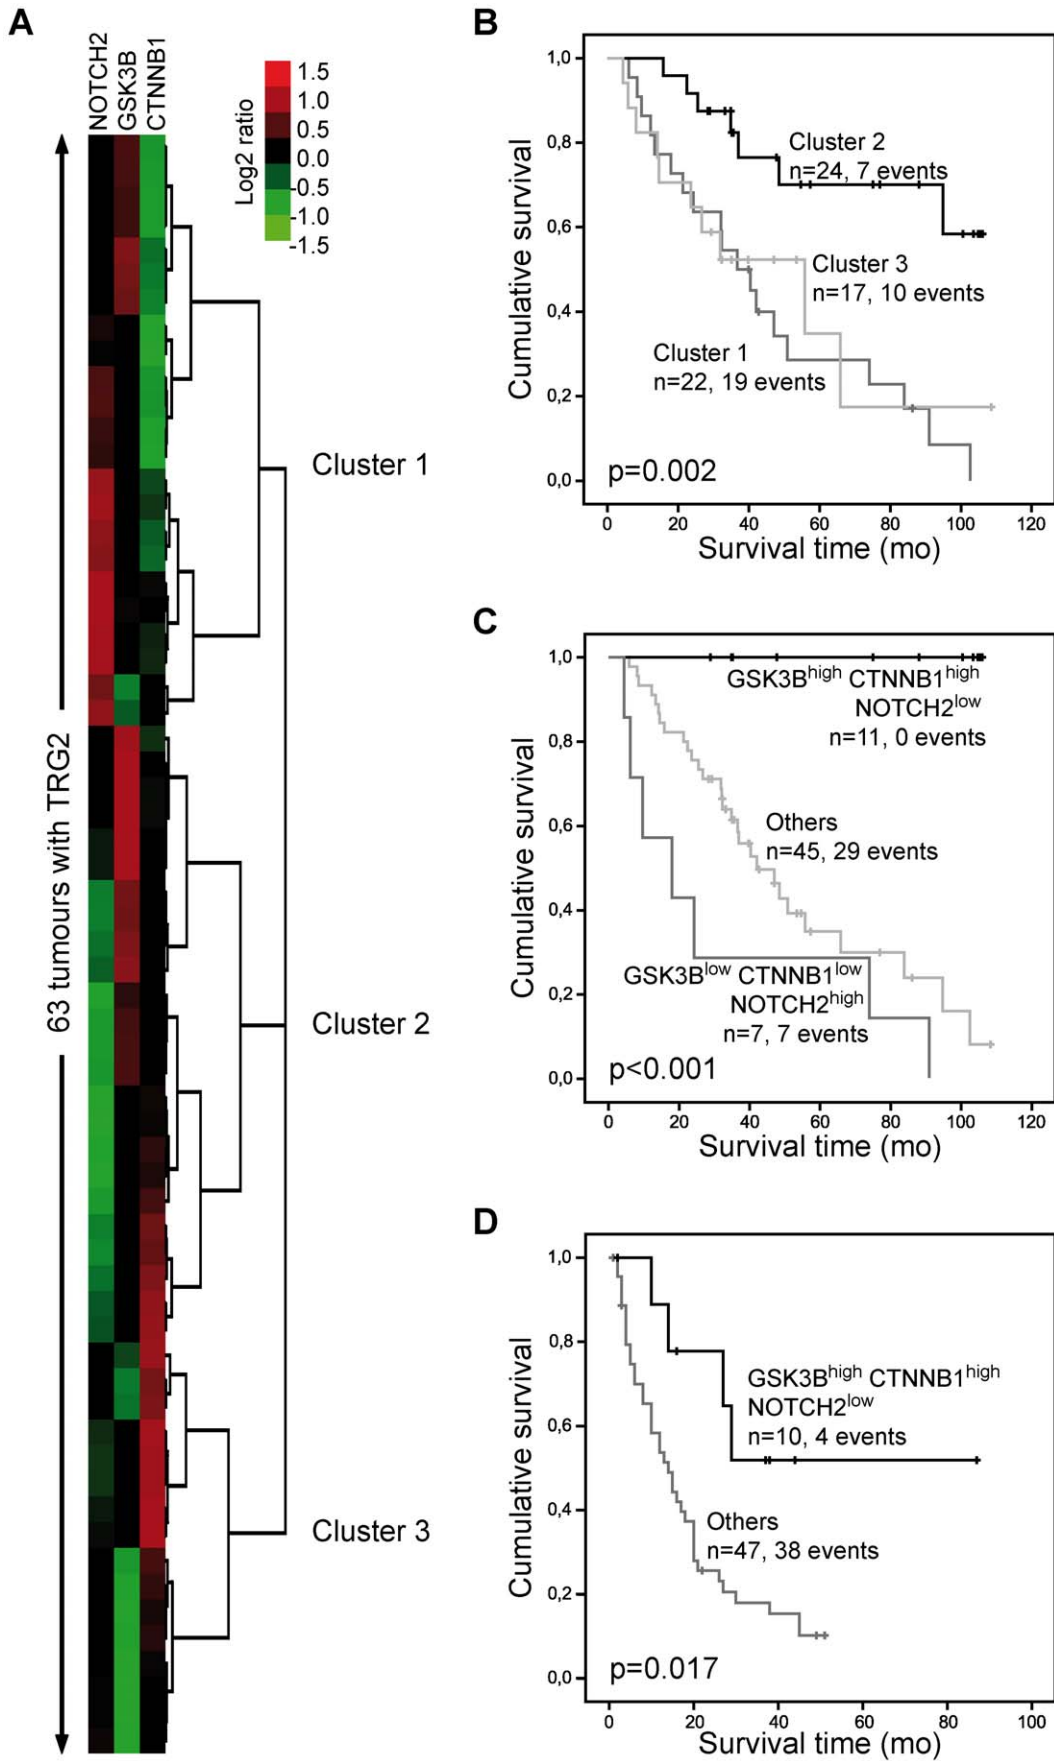 A
NOTCH2
GSK3B
CTNNB1
Log2 ratio
1.5
1.0
0.5
0.0
-0.5
-1.0
-1.5
63 tumours with TRG2
Cluster 1
Cluster 2
Cluster 3
B
Cumulative survival
1,0
0,8
0,6
0,4
0,2
0,0
Cluster 2
n=24, 7 events
Cluster 3
n=17, 10 events
Cluster 1
n=22, 19 events
p=0.002
0 20 40 60 80 100 120
Survival time (mo)
C
Cumulative survival
1,0
0,8
0,6
0,4
0,2
0,0
GSK3Bhigh CTNNB1high
NOTCH2low
n=11, 0 events
Others
n=45, 29 events
GSK3Blow CTNNB1low
NOTCH2high
n=7, 7 events
p<0.001
0 20 40 60 80 100 120
Survival time (mo)
D
Cumulative survival
1,0
0,8
0,6
0,4
0,2
0,0
GSK3Bhigh CTNNB1high
NOTCH2low
n=10, 4 events
Others
n=47, 38 events
p=0.017
0 20 40 60 80 100
Survival time (mo)